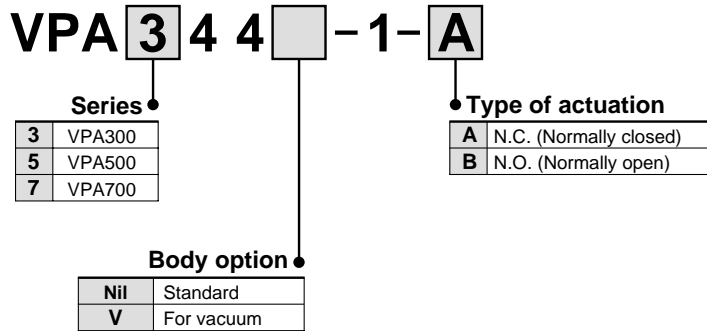 VPA 3 4 4 – 1 – A
Series
3 VPA300
5 VPA500
7 VPA700
Type of actuation
A N.C. (Normally closed)
B N.O. (Normally open)
Body option
Nil Standard
V For vacuum